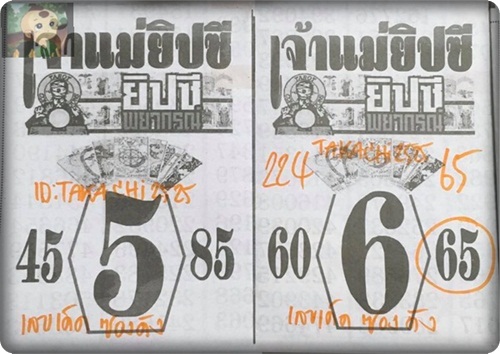 เจ้าแม่ยิปซี
ยิปซี
พยากรณ์
ID:TAKACHI2525
45 5 85
เลขเด็ด ซองดัง
เจ้าแม่ยิปซี
ยิปซี
พยากรณ์
TAKACHI2525
224 65
60 6 65
เลขเด็ด ซองดัง